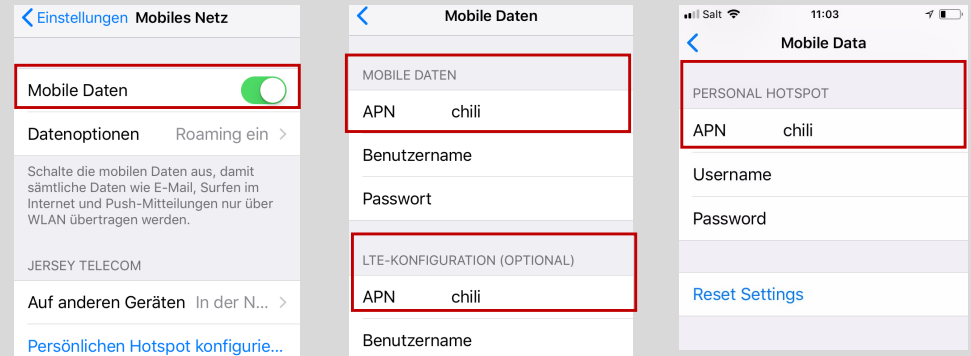 Einstellungen Mobiles Netz
Mobile Daten
Datenoptionen Roaming ein
Schalte die mobilen Daten aus, damit
sämtliche Daten wie E-Mail, Surfen im
Internet und Push-Mitteilungen nur über
WLAN übertragen werden.
JERSEY TELECOM
Auf anderen Geräten In der N...
Persönlichen Hotspot konfigurie...
Mobile Daten
MOBILE DATEN
APN chili
Benutzername
Passwort
LTE-KONFIGURATION (OPTIONAL)
APN chili
Benutzername
Salt 11:03
Mobile Data
PERSONAL HOTSPOT
APN chili
Username
Password
Reset Settings